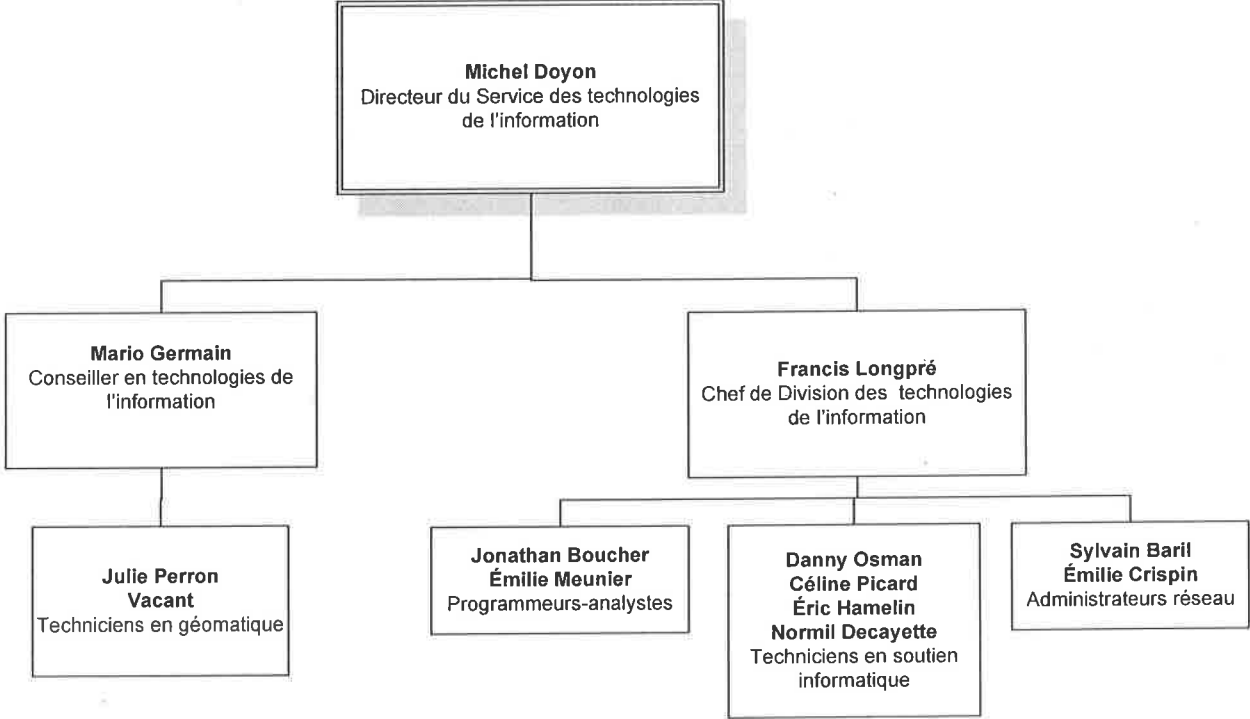 Michel Doyon
Directeur du Service des technologies
de l'information
Mario Germain
Conseiller en technologies de
l'information
Francis Longpré
Chef de Division des technologies
de l'information
Julie Perron
Vacant
Techniciens en géomatique
Jonathan Boucher
Émilie Meunier
Programmeurs-analystes
Danny Osman
Céline Picard
Éric Hamelin
Normil Decayette
Techniciens en soutien
informatique
Sylvain Baril
Émilie Crispin
Administrateurs réseau